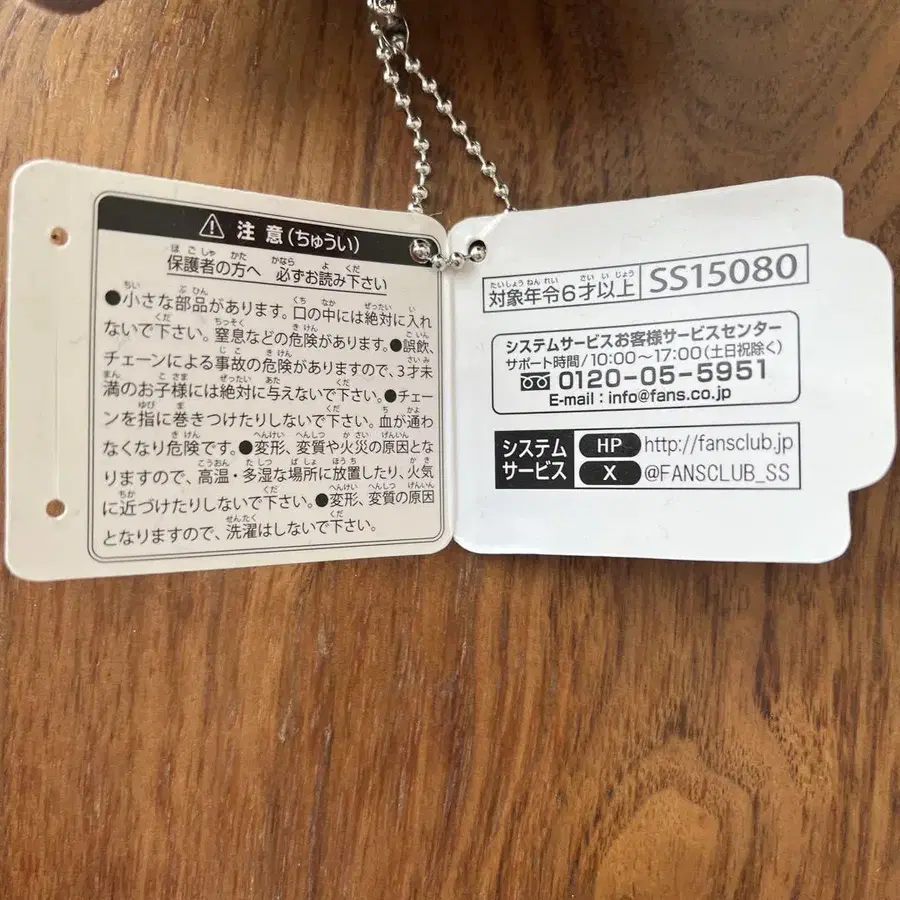 ⚠ 注意(ちゅうい)
保護者の方へ 必ずお読み下さい
●小さな部品があります。口の中には絶対に入れ
ないで下さい。窒息などの危険があります。●誤飲、
チェーンによる事故の危険がありますので、3才未
満のお子様には絶対に与えないで下さい。●チェー
ンを指に巻きつけたりしないで下さい。血が通わ
なくなり危険です。●変形、変質や火災の原因とな
りますので、高温・多湿な場所に放置したり、火気
に近づけたりしないで下さい。●変形、変質の原因
となりますので、洗濯はしないで下さい。
対象年令6才以上 SS15080
システムサービスお客様サービスセンター
サポート時間/10:00〜17:00(土日祝除く)
0120-05-5951
E-mail:info@fans.co.jp
システム
サービス
HP http://fansclub.jp
X @FANSCLUB_SS